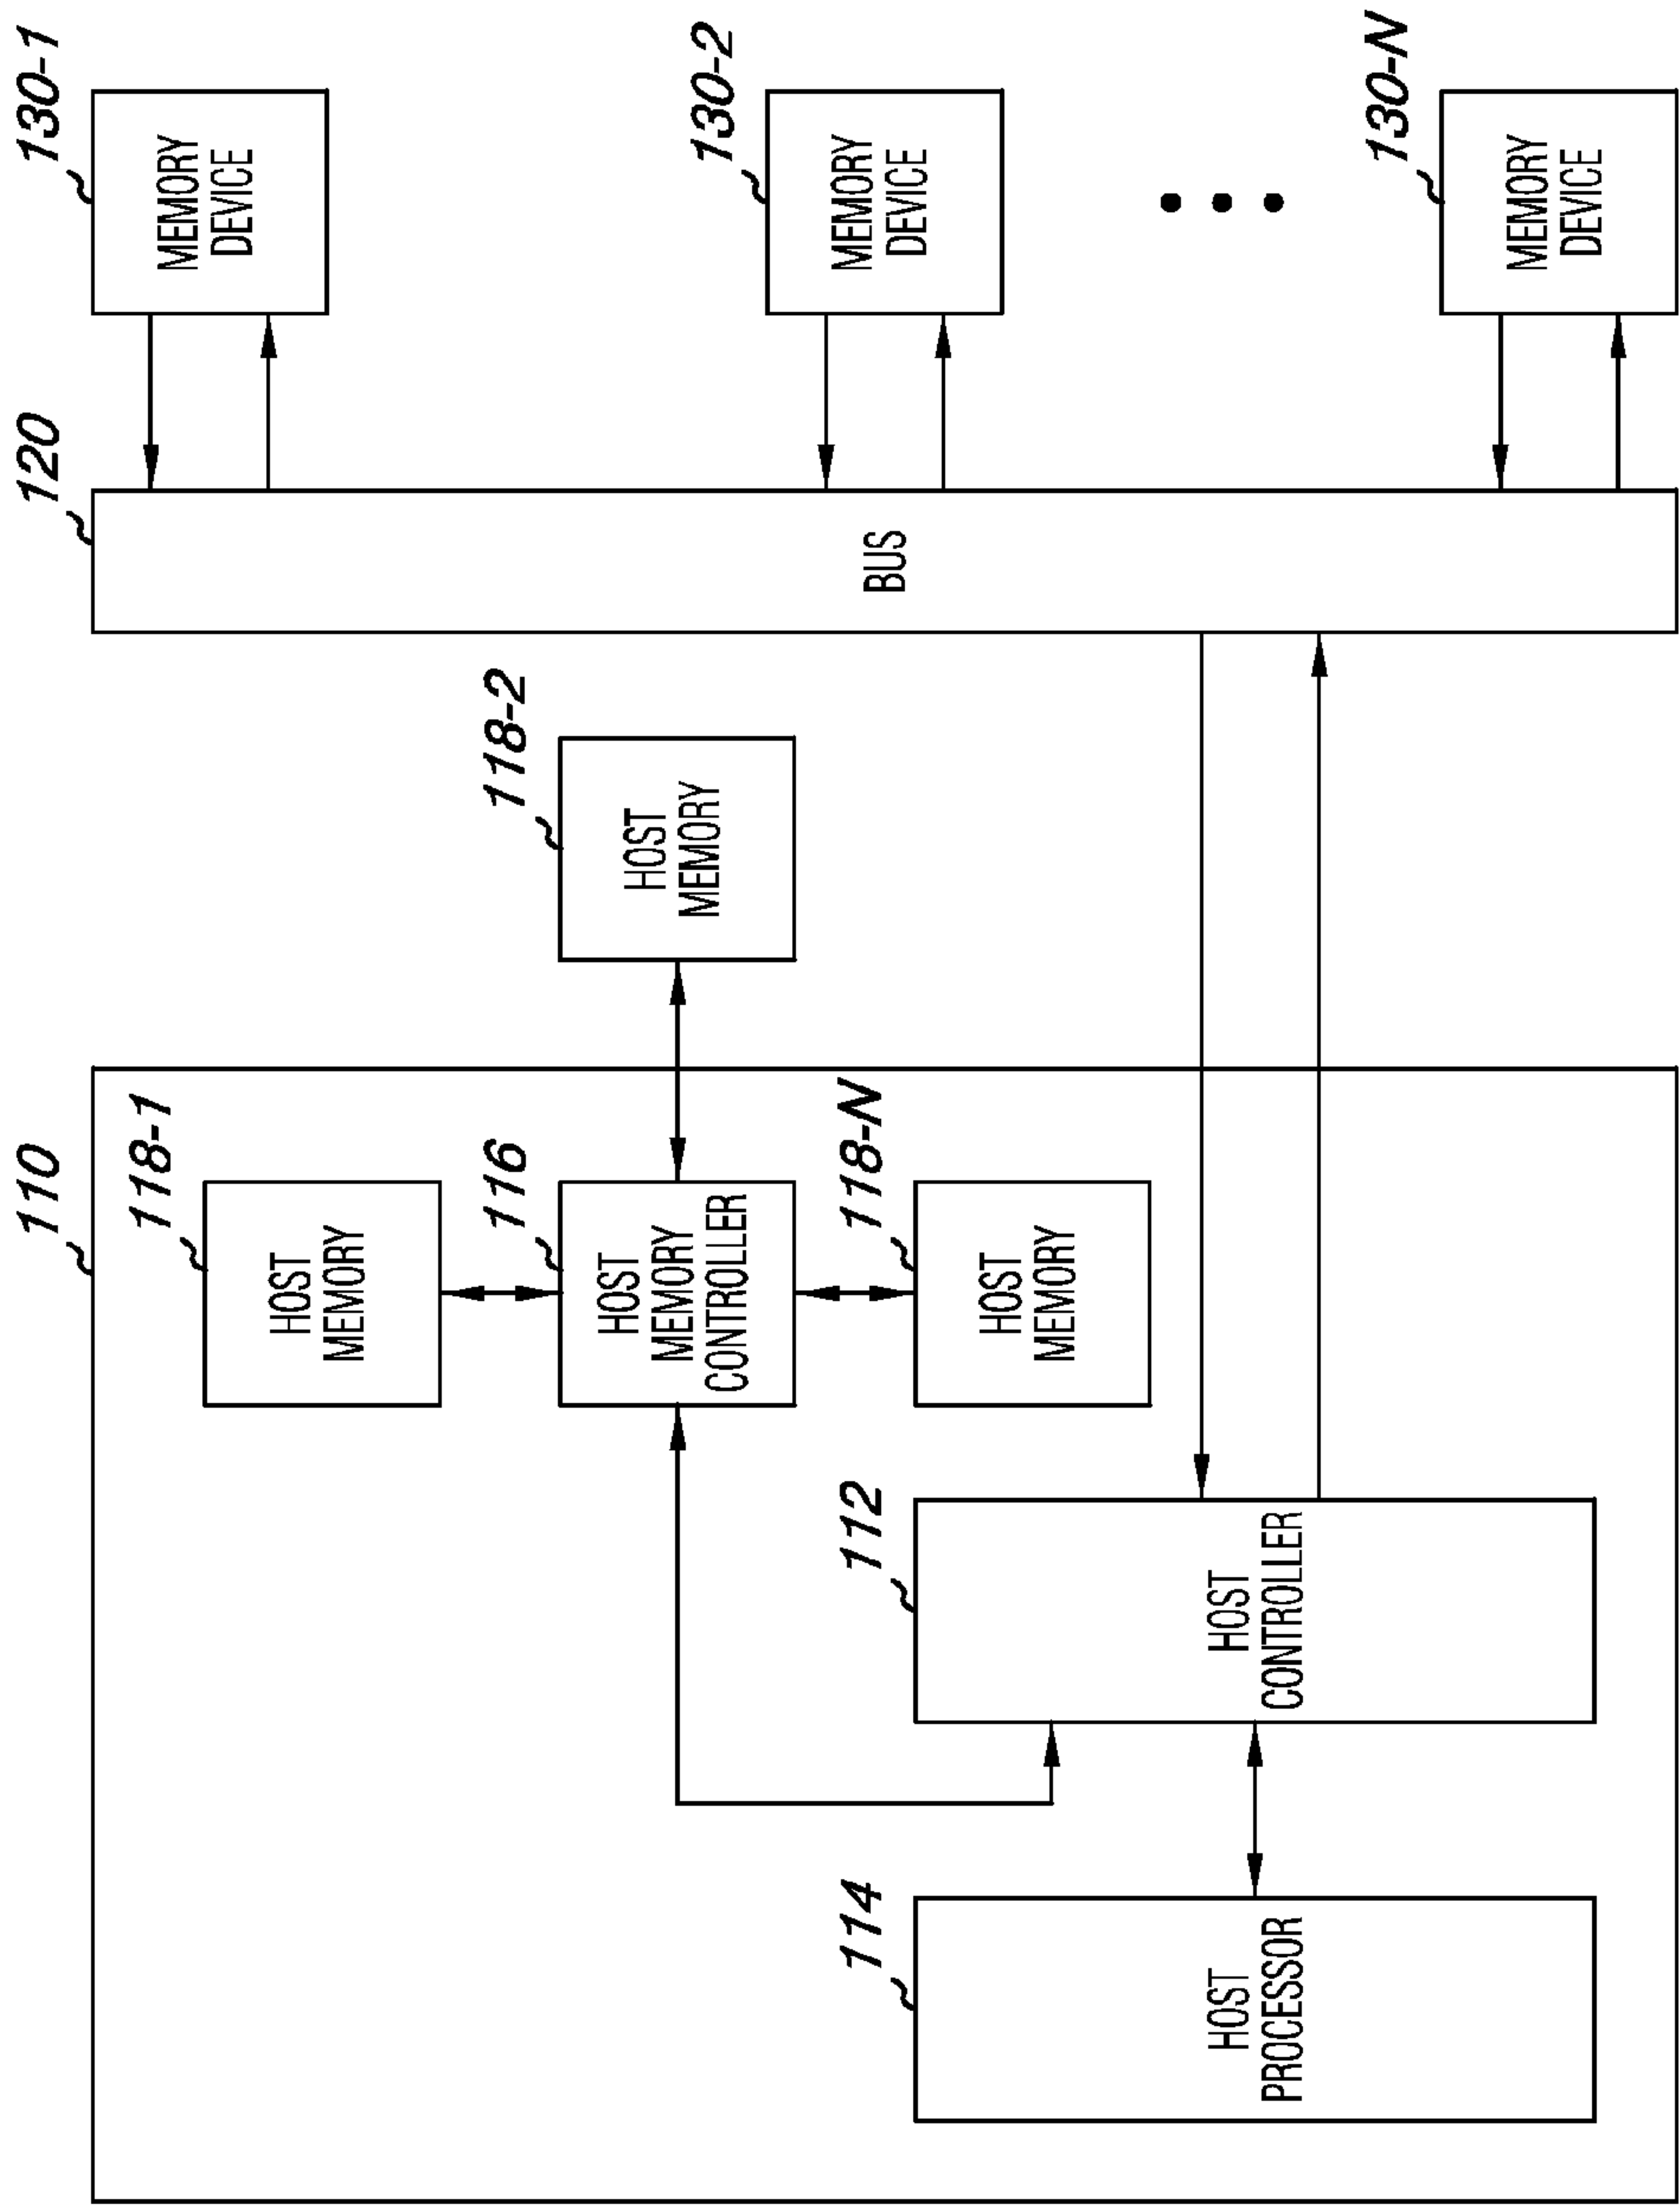 110
118-1
HOST
MEMORY
116
HOST
MEMORY
CONTROLLER
118-2
HOST
MEMORY
118-N
HOST
MEMORY
114
HOST
PROCESSOR
112
HOST
CONTROLLER
120
BUS
130-1
MEMORY
DEVICE
130-2
MEMORY
DEVICE
130-N
MEMORY
DEVICE